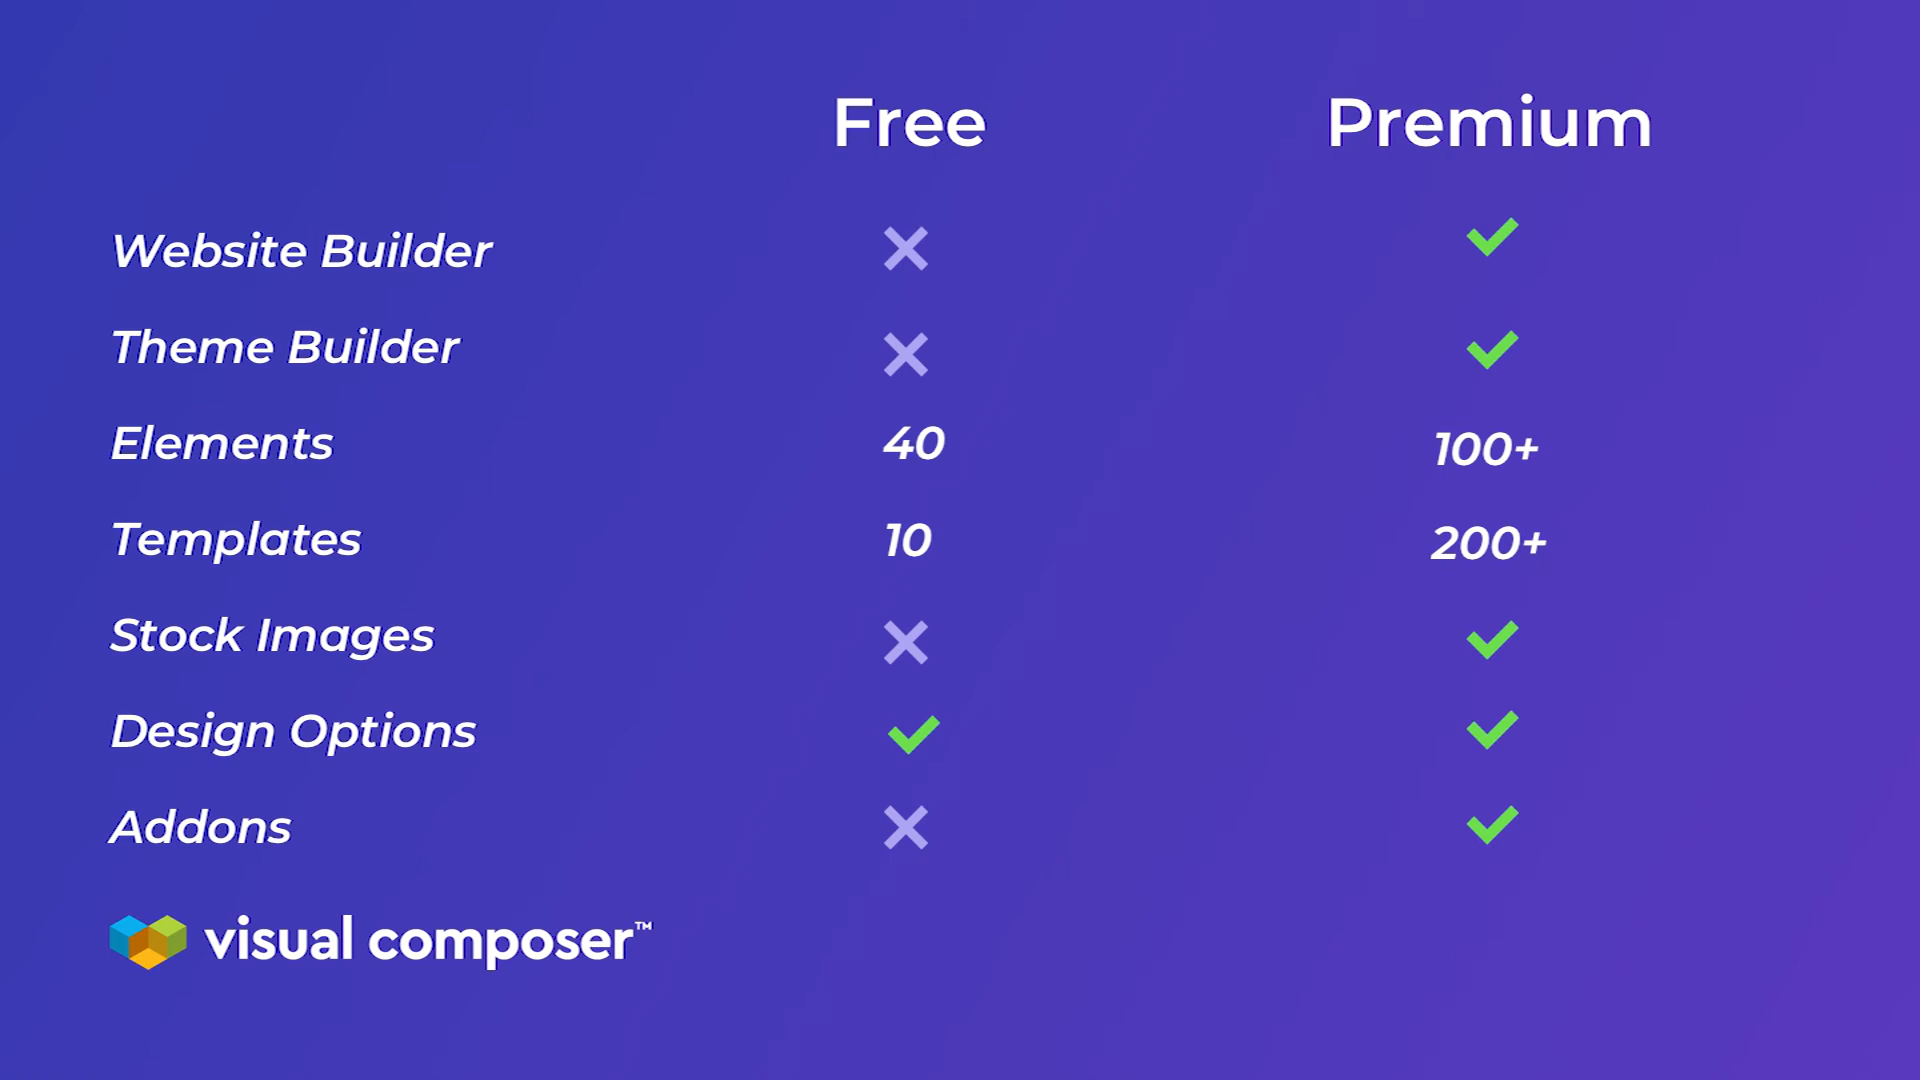 Free Premium
Website Builder
Theme Builder
Elements 40 100+
Templates 10 200+
Stock Images
Design Options
Addons
visual composer™